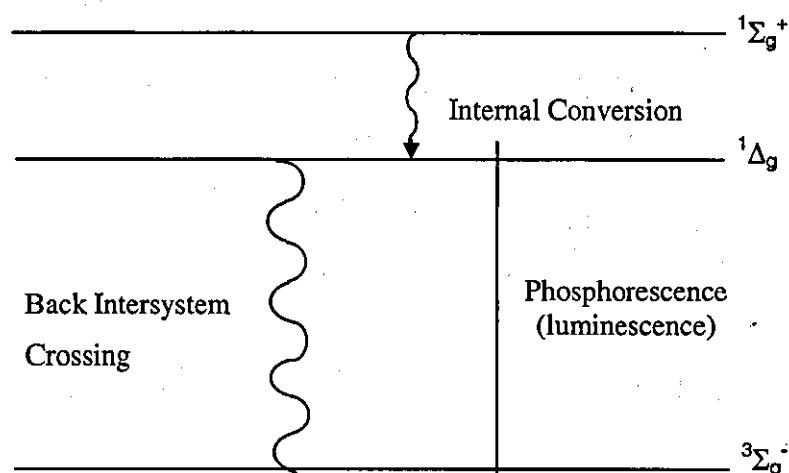 ¹Σg⁺
Internal Conversion
¹Δg
Phosphorescence
(luminescence)
Back Intersystem
Crossing
³Σg⁻